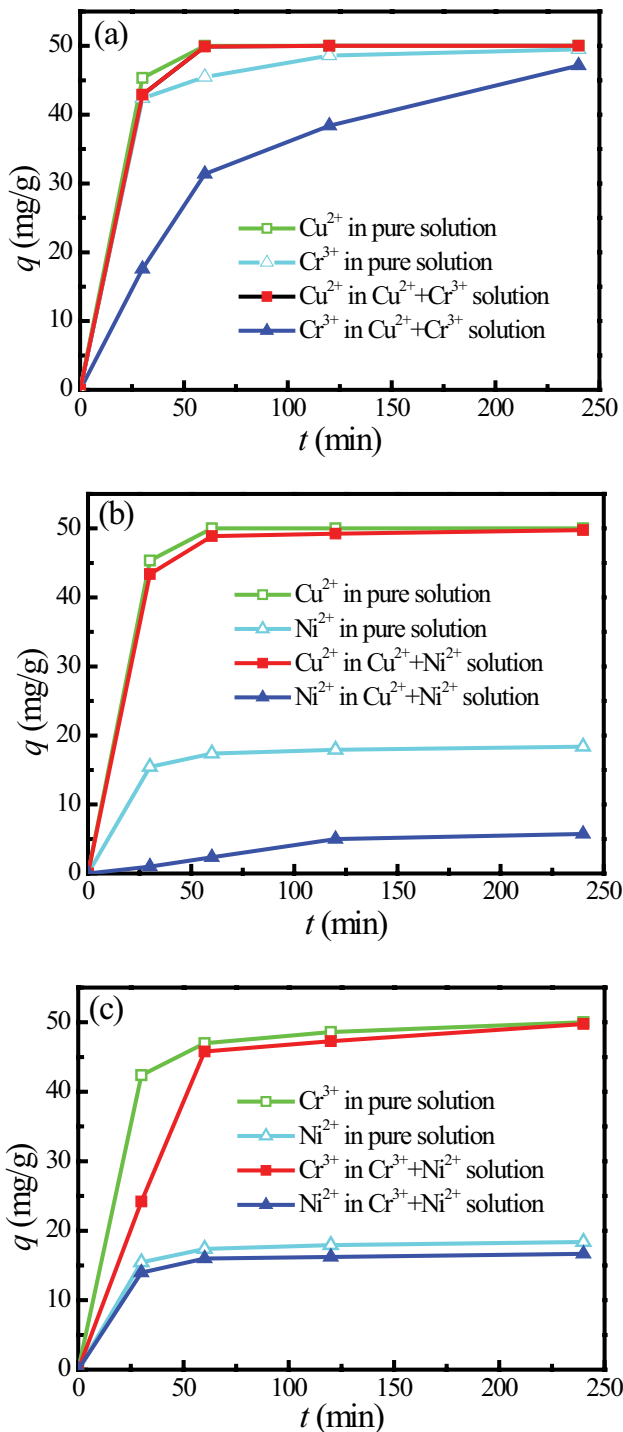 (a)
50
40
30
20
10
0
q (mg/g)
Cu²⁺ in pure solution
Cr³⁺ in pure solution
Cu²⁺ in Cu²⁺+Cr³⁺ solution
Cr³⁺ in Cu²⁺+Cr³⁺ solution
0 50 100 150 200 250
t (min)
(b)
50
40
30
20
10
0
q (mg/g)
Cu²⁺ in pure solution
Ni²⁺ in pure solution
Cu²⁺ in Cu²⁺+Ni²⁺ solution
Ni²⁺ in Cu²⁺+Ni²⁺ solution
0 50 100 150 200 250
t (min)
(c)
50
40
30
20
10
0
q (mg/g)
Cr³⁺ in pure solution
Ni²⁺ in pure solution
Cr³⁺ in Cr³⁺+Ni²⁺ solution
Ni²⁺ in Cr³⁺+Ni²⁺ solution
0 50 100 150 200 250
t (min)